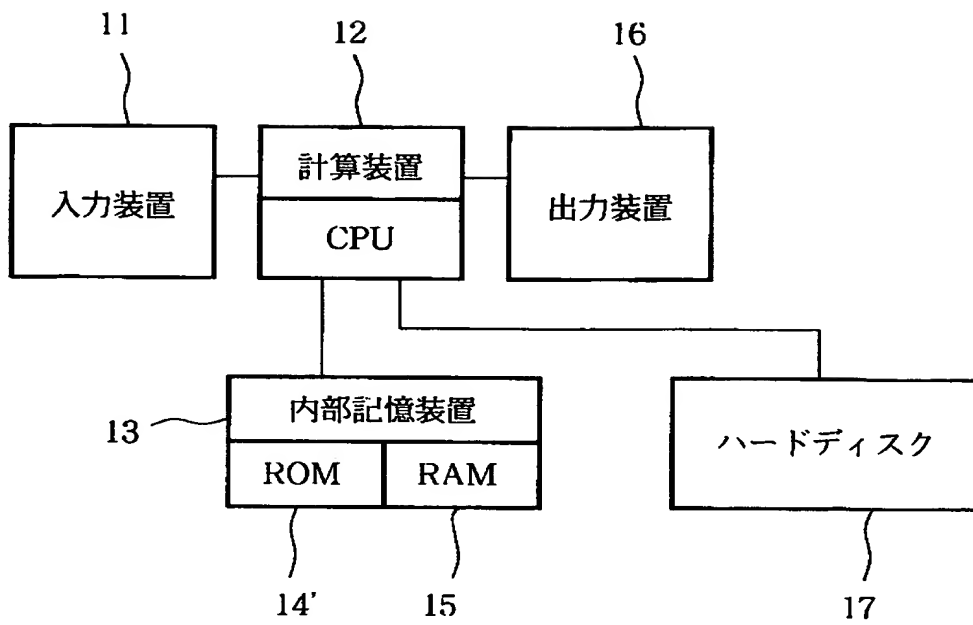 11
12
16
入力装置
計算装置
CPU
出力装置
13
内部記憶装置
ROM
RAM
ハードディスク
14'
15
17